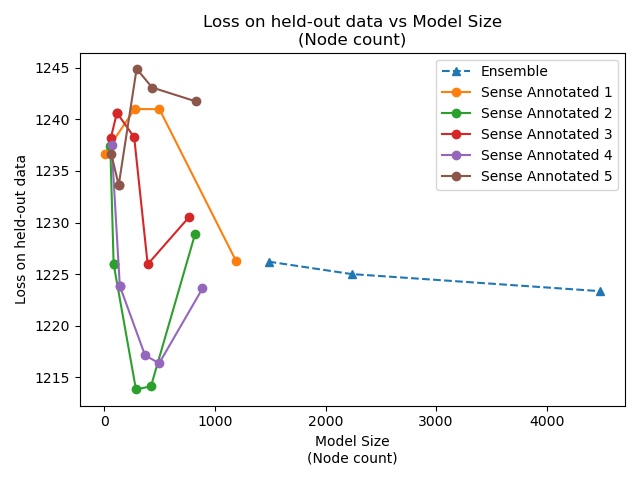 Loss on held-out data vs Model Size
(Node count)
Loss on held-out data
1245
1240
1235
1230
1225
1220
1215
Ensemble
Sense Annotated 1
Sense Annotated 2
Sense Annotated 3
Sense Annotated 4
Sense Annotated 5
0
1000
2000
3000
4000
Model Size
(Node count)